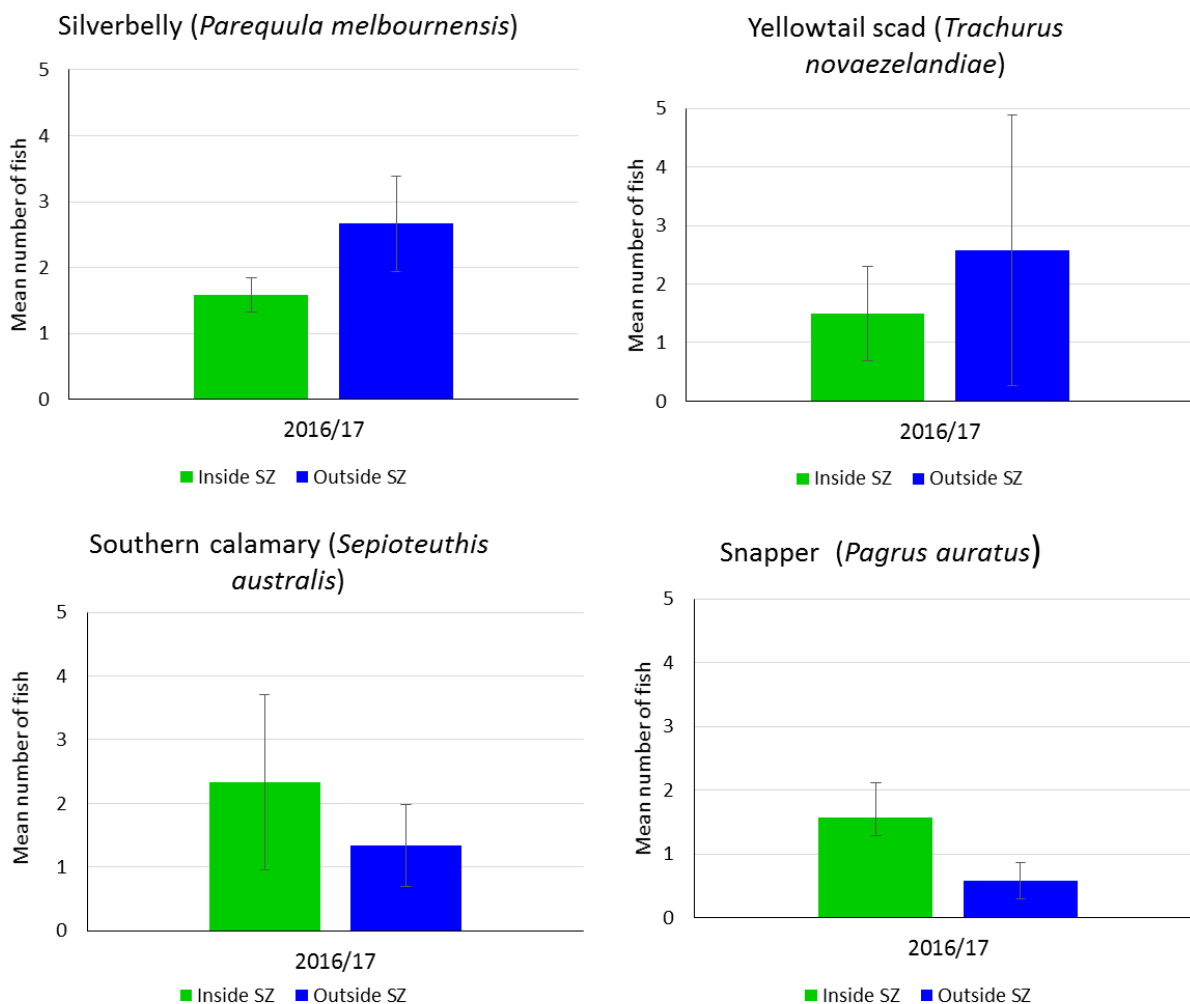 Silverbelly (Parequula melbournensis)
5
4
3
2
1
0
Mean number of fish
2016/17
Inside SZ Outside SZ
Yellowtail scad (Trachurus
novaezelandiae)
5
4
3
2
1
0
Mean number of fish
2016/17
Inside SZ Outside SZ
Southern calamary (Sepioteuthis
australis)
5
4
3
2
1
0
Mean number of fish
2016/17
Inside SZ Outside SZ
Snapper (Pagrus auratus)
5
4
3
2
1
0
Mean number of fish
2016/17
Inside SZ Outside SZ